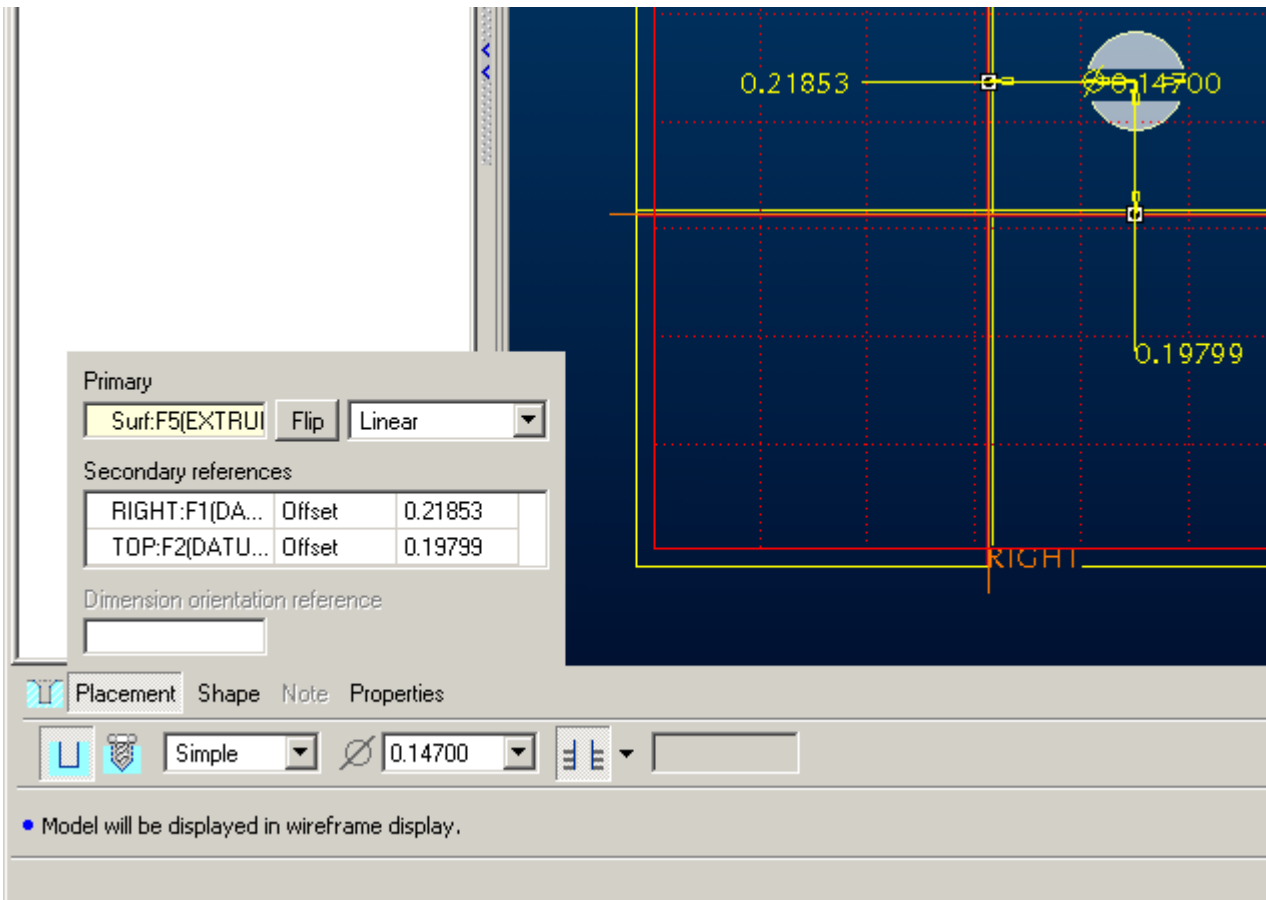 0.21853
Ø0.14700
0.19799
RIGHT
Primary
Surf:F5(EXTRUI Flip Linear
Secondary references
RIGHT:F1(DA... Offset 0.21853
TOP:F2(DATU... Offset 0.19799
Dimension orientation reference
Placement Shape Note Properties
Simple Ø 0.14700
Model will be displayed in wireframe display.